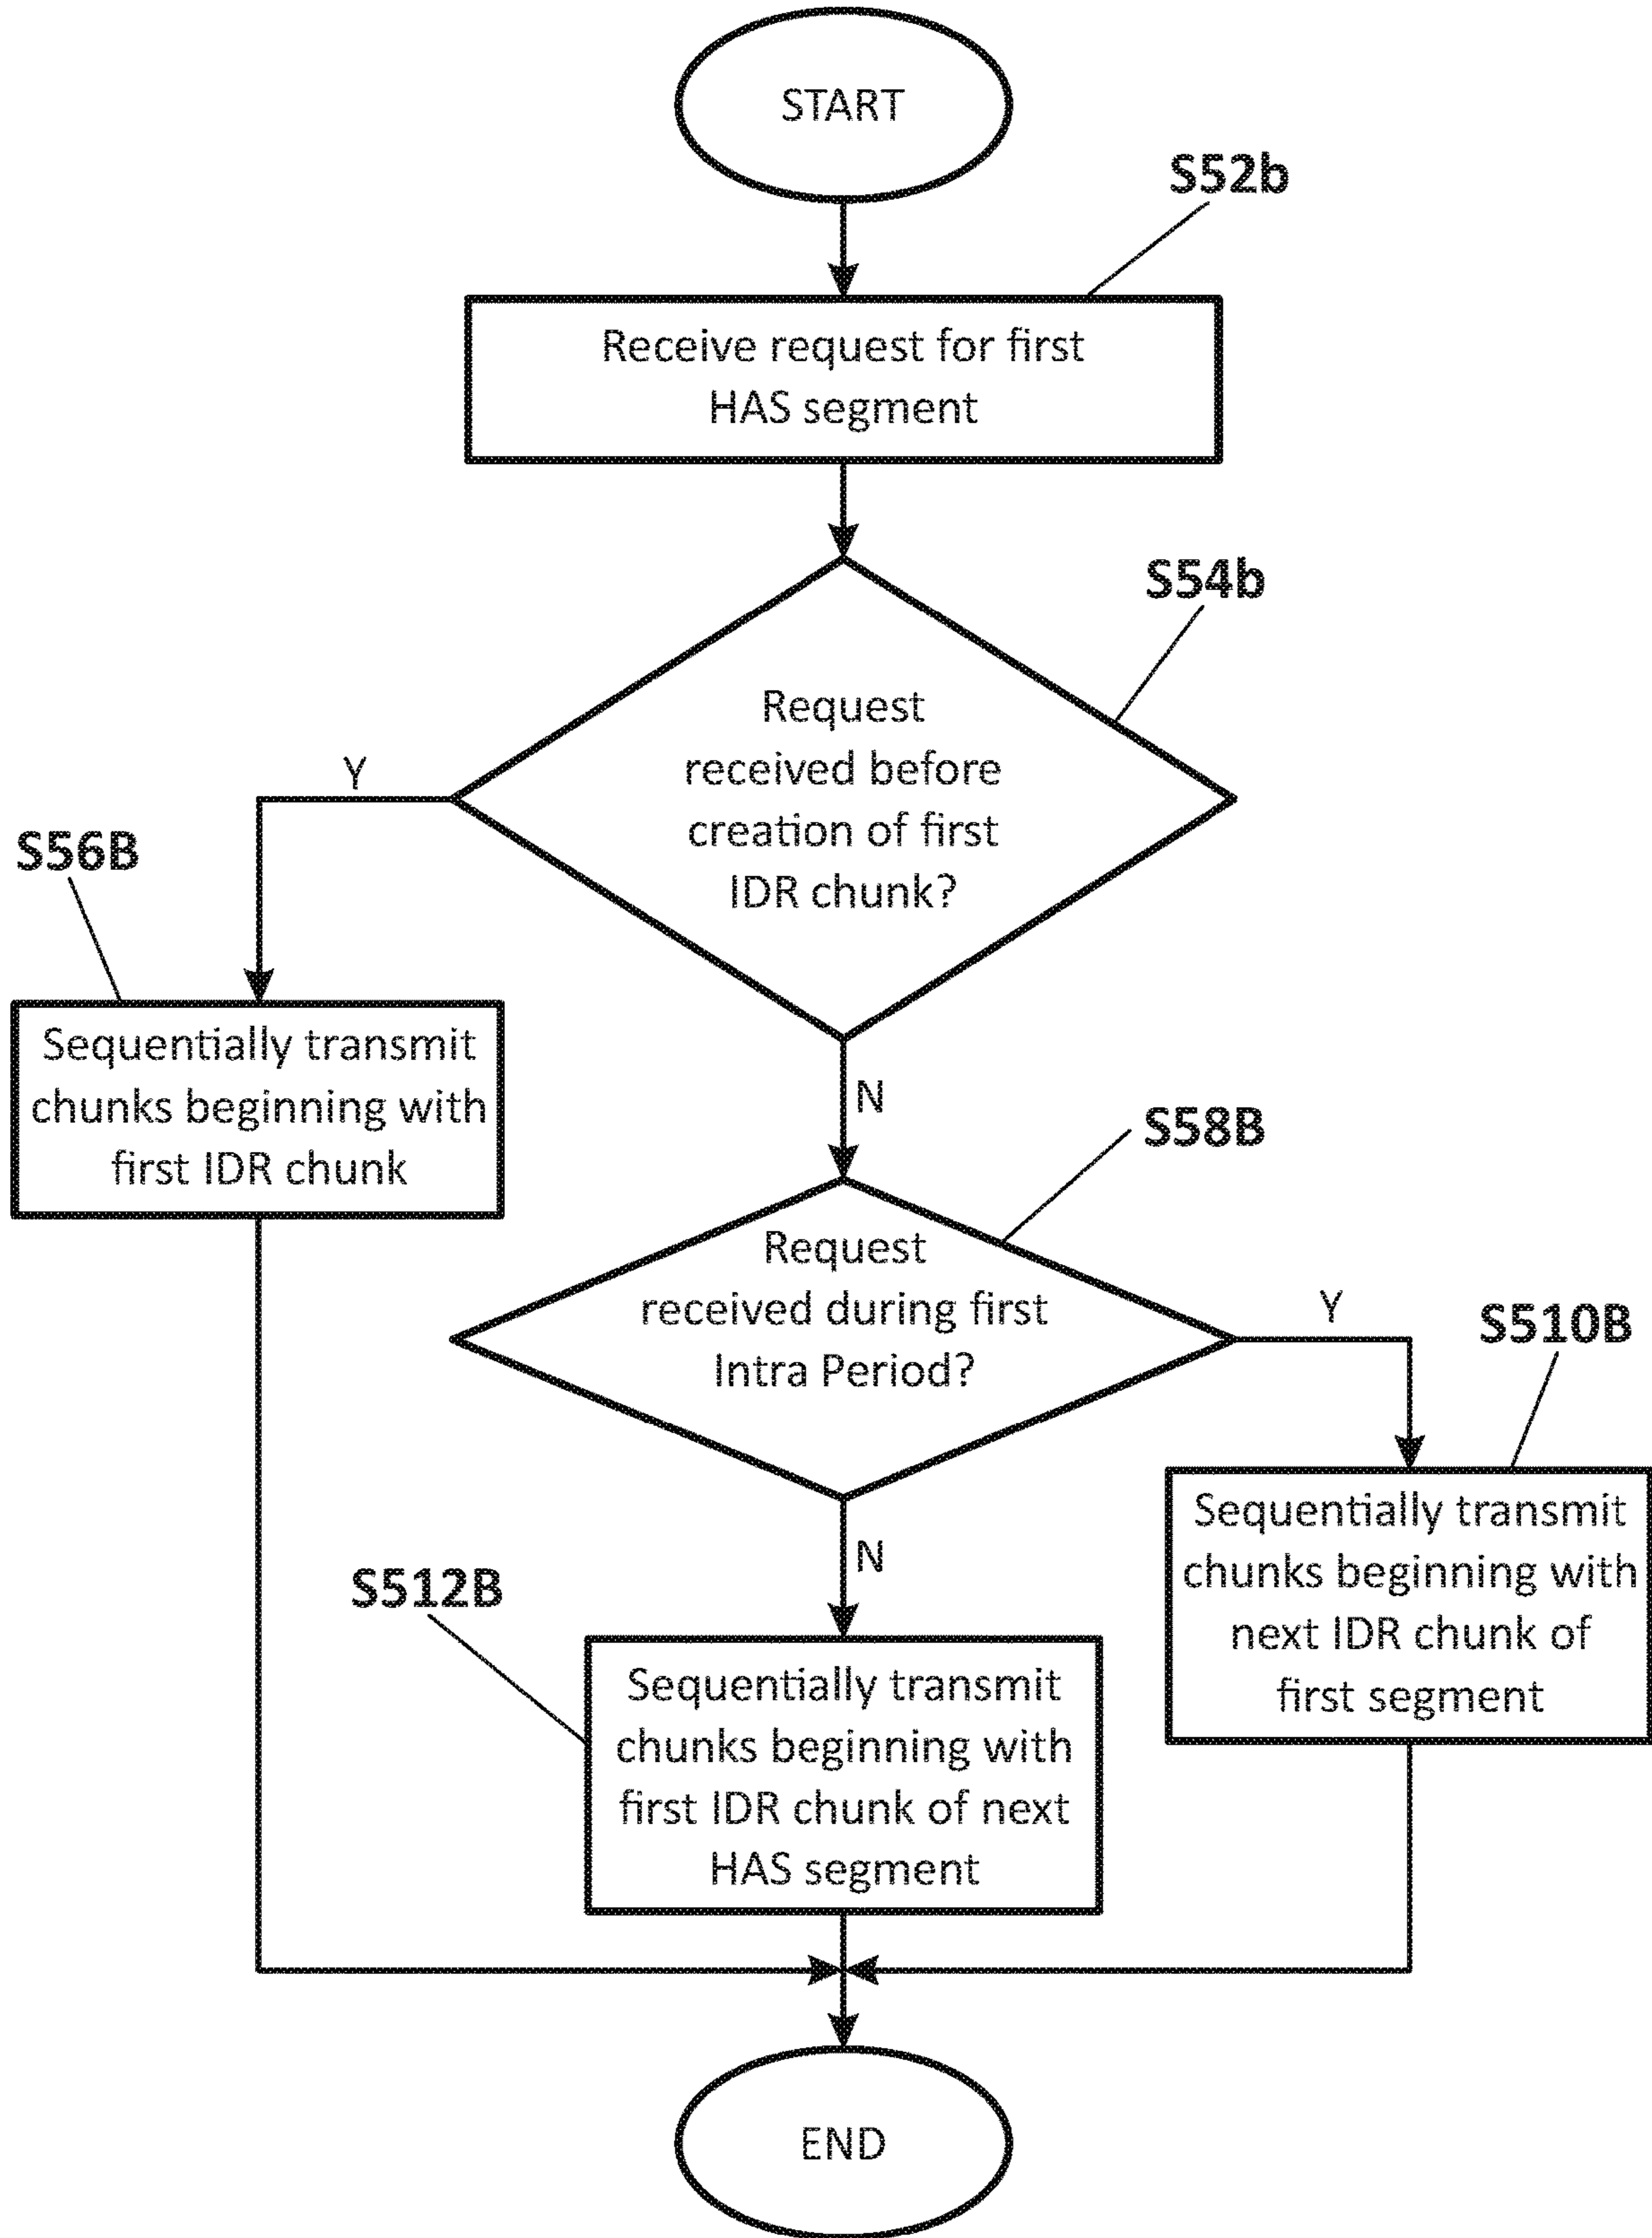 START
S52b
Receive request for first
HAS segment
S54b
Request
received before
creation of first
IDR chunk?
Y
S56B
Sequentially transmit
chunks beginning with
first IDR chunk
N
S58B
Request
received during first
Intra Period?
Y
S510B
Sequentially transmit
chunks beginning with
next IDR chunk of
first segment
N
S512B
Sequentially transmit
chunks beginning with
first IDR chunk of next
HAS segment
END